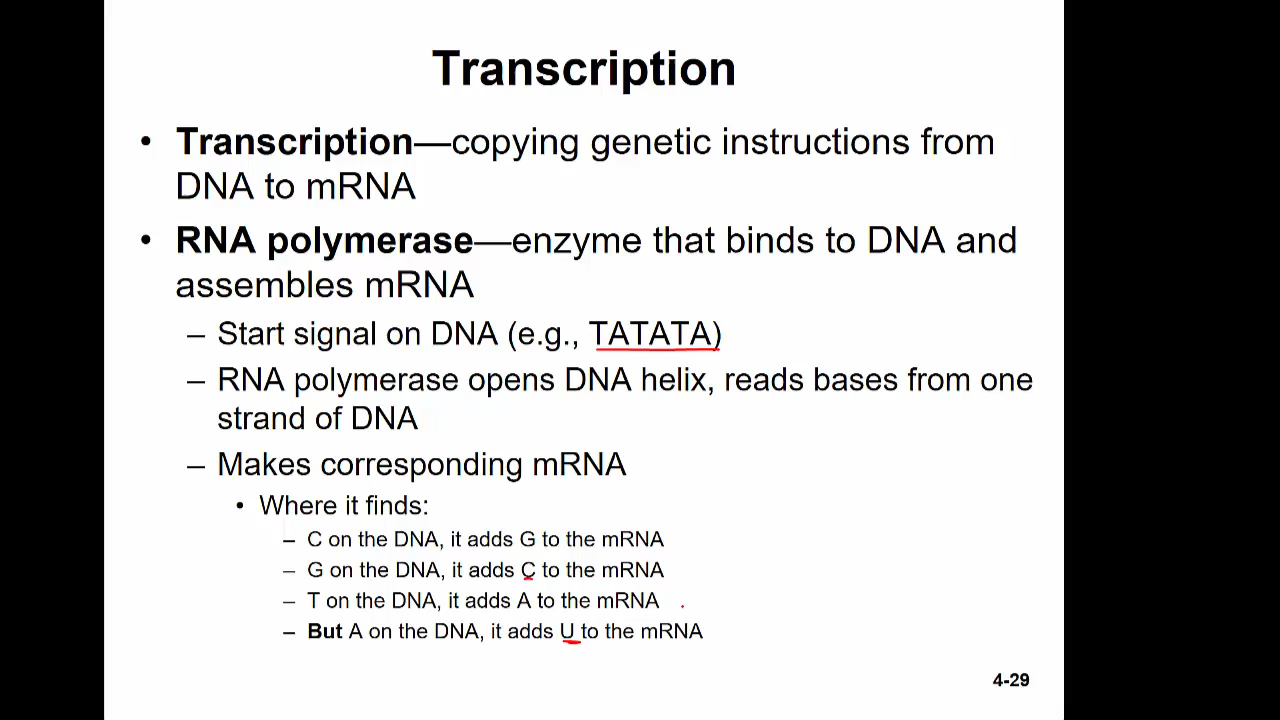 Transcription
• Transcription—copying genetic instructions from
DNA to mRNA
• RNA polymerase—enzyme that binds to DNA and
assembles mRNA
– Start signal on DNA (e.g., TATATA)
– RNA polymerase opens DNA helix, reads bases from one
strand of DNA
– Makes corresponding mRNA
• Where it finds:
– C on the DNA, it adds G to the mRNA
– G on the DNA, it adds C to the mRNA
– T on the DNA, it adds A to the mRNA
– But A on the DNA, it adds U to the mRNA
4-29